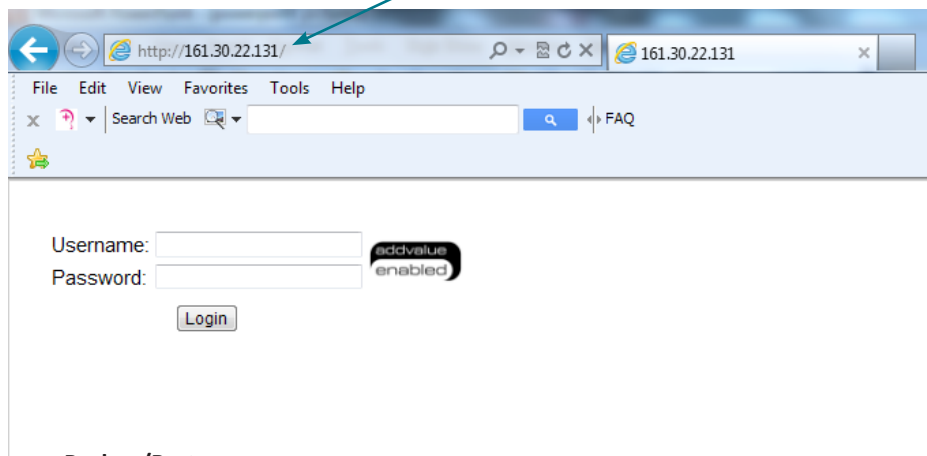 http://161.30.22.131/
161.30.22.131
File Edit View Favorites Tools Help
x Search Web FAQ
Username:
addvalue
enabled
Password:
Login